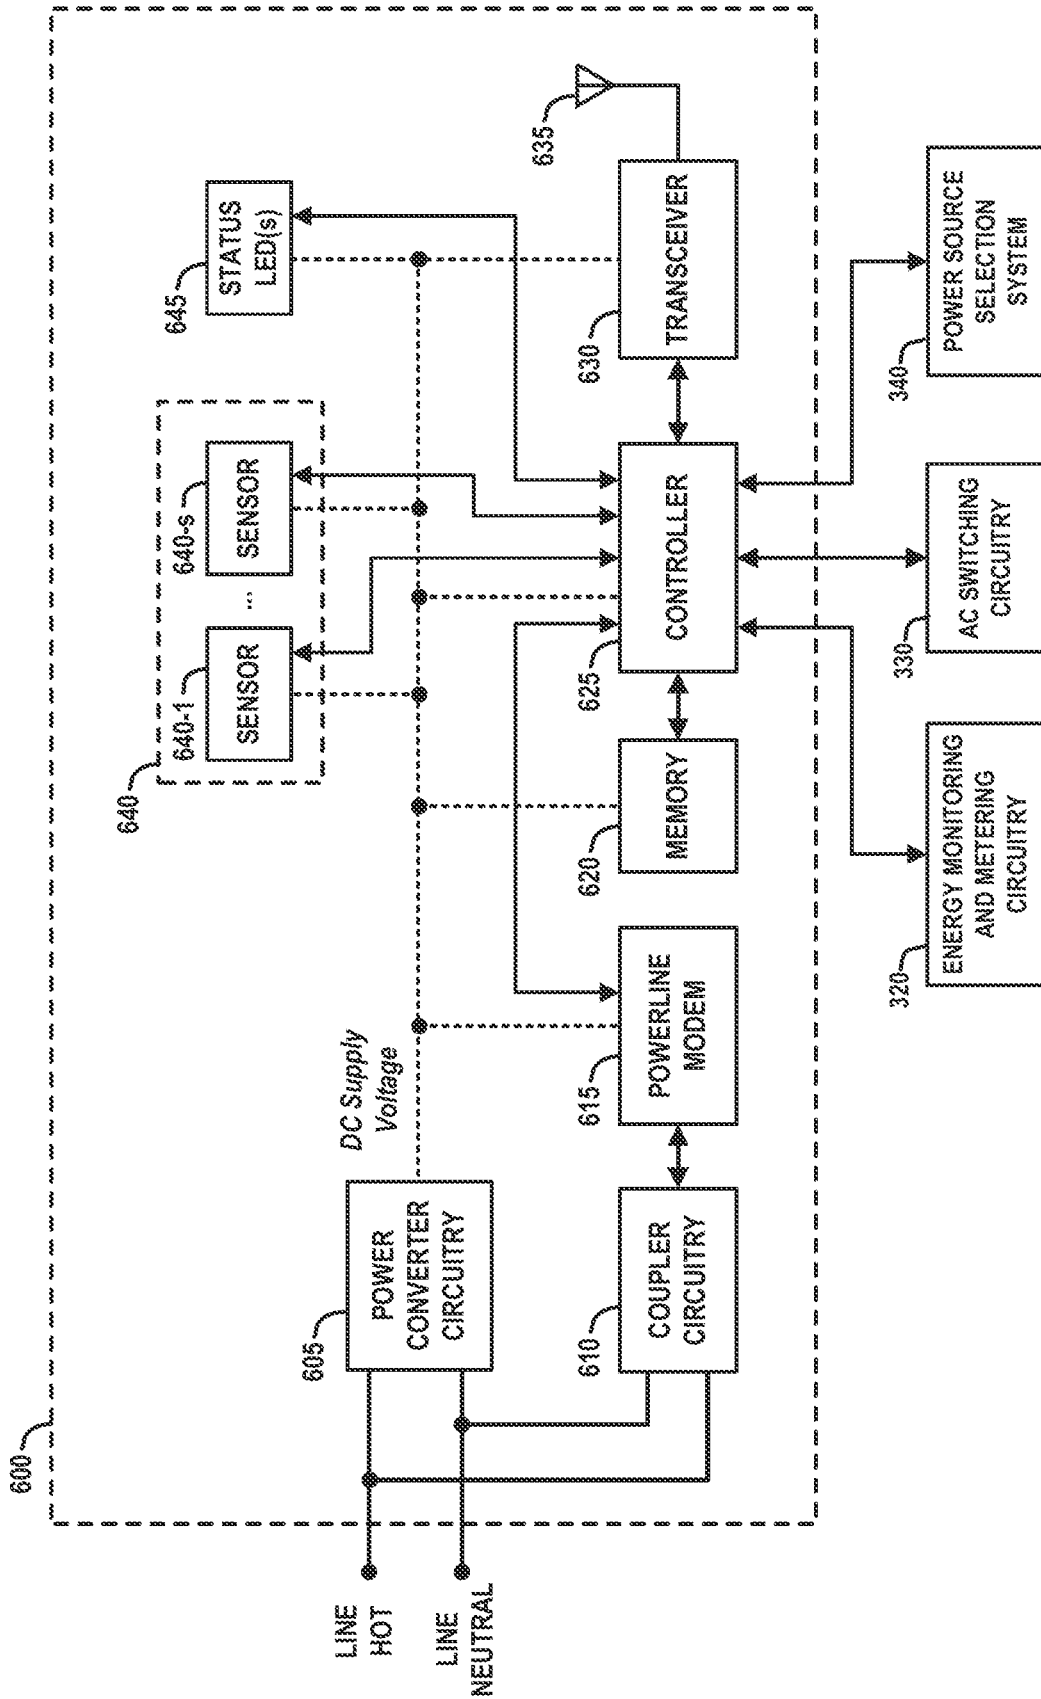 600
LINE
HOT
LINE
NEUTRAL
605
POWER
CONVERTER
CIRCUITRY
DC Supply
Voltage
610
COUPLER
CIRCUITRY
615
POWERLINE
MODEM
620
MEMORY
625
CONTROLLER
630
TRANSCEIVER
635
640
640-1
SENSOR
...
640-s
SENSOR
645
STATUS
LED(s)
320
ENERGY MONITORING
AND METERING
CIRCUITRY
330
AC SWITCHING
CIRCUITRY
340
POWER SOURCE
SELECTION
SYSTEM